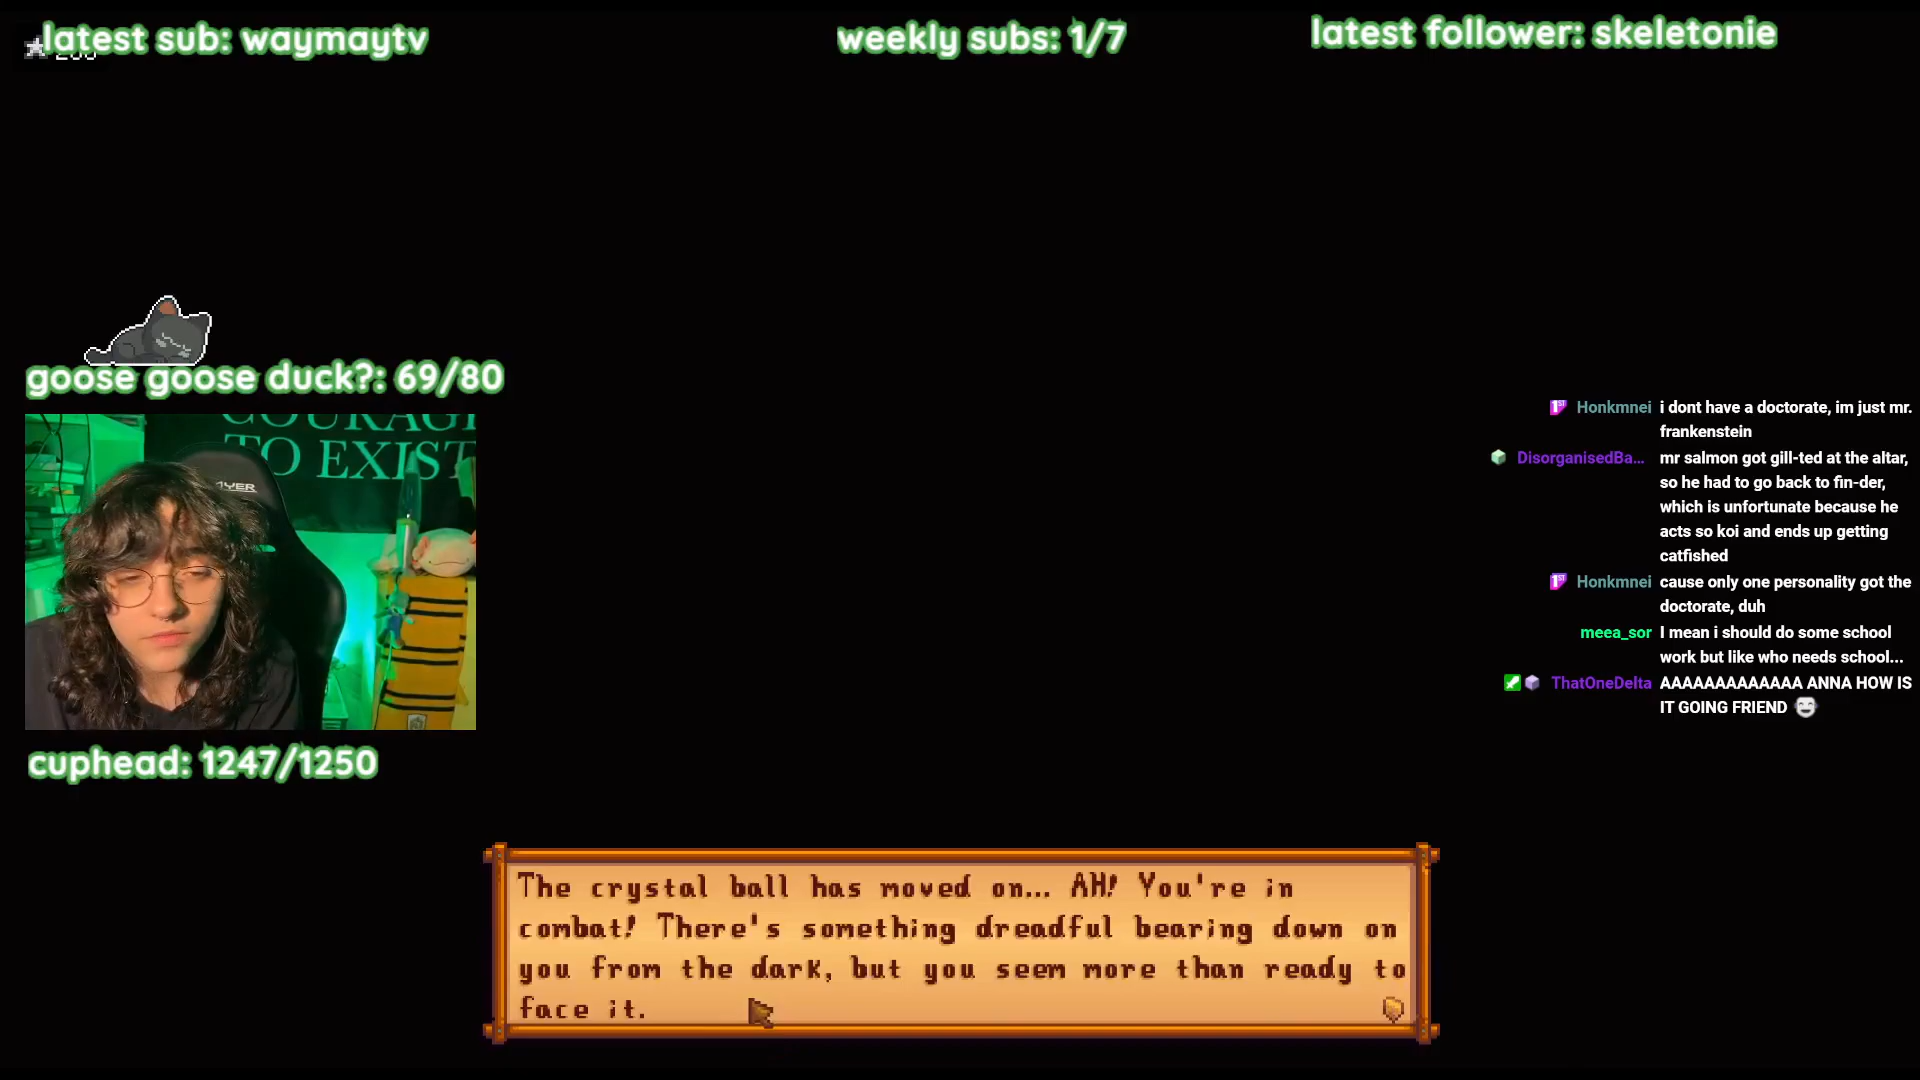 latest sub: waymaytv
weekly subs: 1/7
latest follower: skeletonie
goose goose duck?: 69/80
COURAGE
TO EXIST
cuphead: 1247/1250
Honkmnei i dont have a doctorate, im just mr.
frankenstein
DisorganisedBa... mr salmon got gill-ted at the altar,
so he had to go back to fin-der,
which is unfortunate because he
acts so koi and ends up getting
catfished
Honkmnei cause only one personality got the
doctorate, duh
meea_sor I mean i should do some school
work but like who needs school...
ThatOneDelta AAAAAAAAAAAAA ANNA HOW IS
IT GOING FRIEND
The crystal ball has moved on... AH! You're in
combat! There's something dreadful bearing down on
you from the dark, but you seem more than ready to
face it.